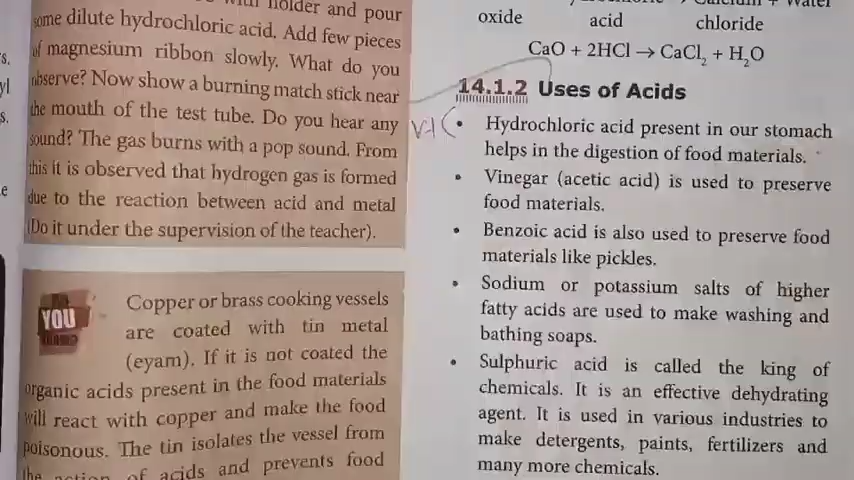 holder and pour
some dilute hydrochloric acid. Add few pieces
of magnesium ribbon slowly. What do you
observe? Now show a burning match stick near
the mouth of the test tube. Do you hear any
sound? The gas burns with a pop sound. From
this it is observed that hydrogen gas is formed
due to the reaction between acid and metal
(Do it under the supervision of the teacher).
YOU
Copper or brass cooking vessels
are coated with tin metal
(eyam). If it is not coated the
organic acids present in the food materials
will react with copper and make the food
poisonous. The tin isolates the vessel from
the action of acids and prevents food
oxide acid chloride
CaO + 2HCl → CaCl₂ + H₂O
14.1.2 Uses of Acids
• Hydrochloric acid present in our stomach
helps in the digestion of food materials.
• Vinegar (acetic acid) is used to preserve
food materials.
• Benzoic acid is also used to preserve food
materials like pickles.
• Sodium or potassium salts of higher
fatty acids are used to make washing and
bathing soaps.
• Sulphuric acid is called the king of
chemicals. It is an effective dehydrating
agent. It is used in various industries to
make detergents, paints, fertilizers and
many more chemicals.